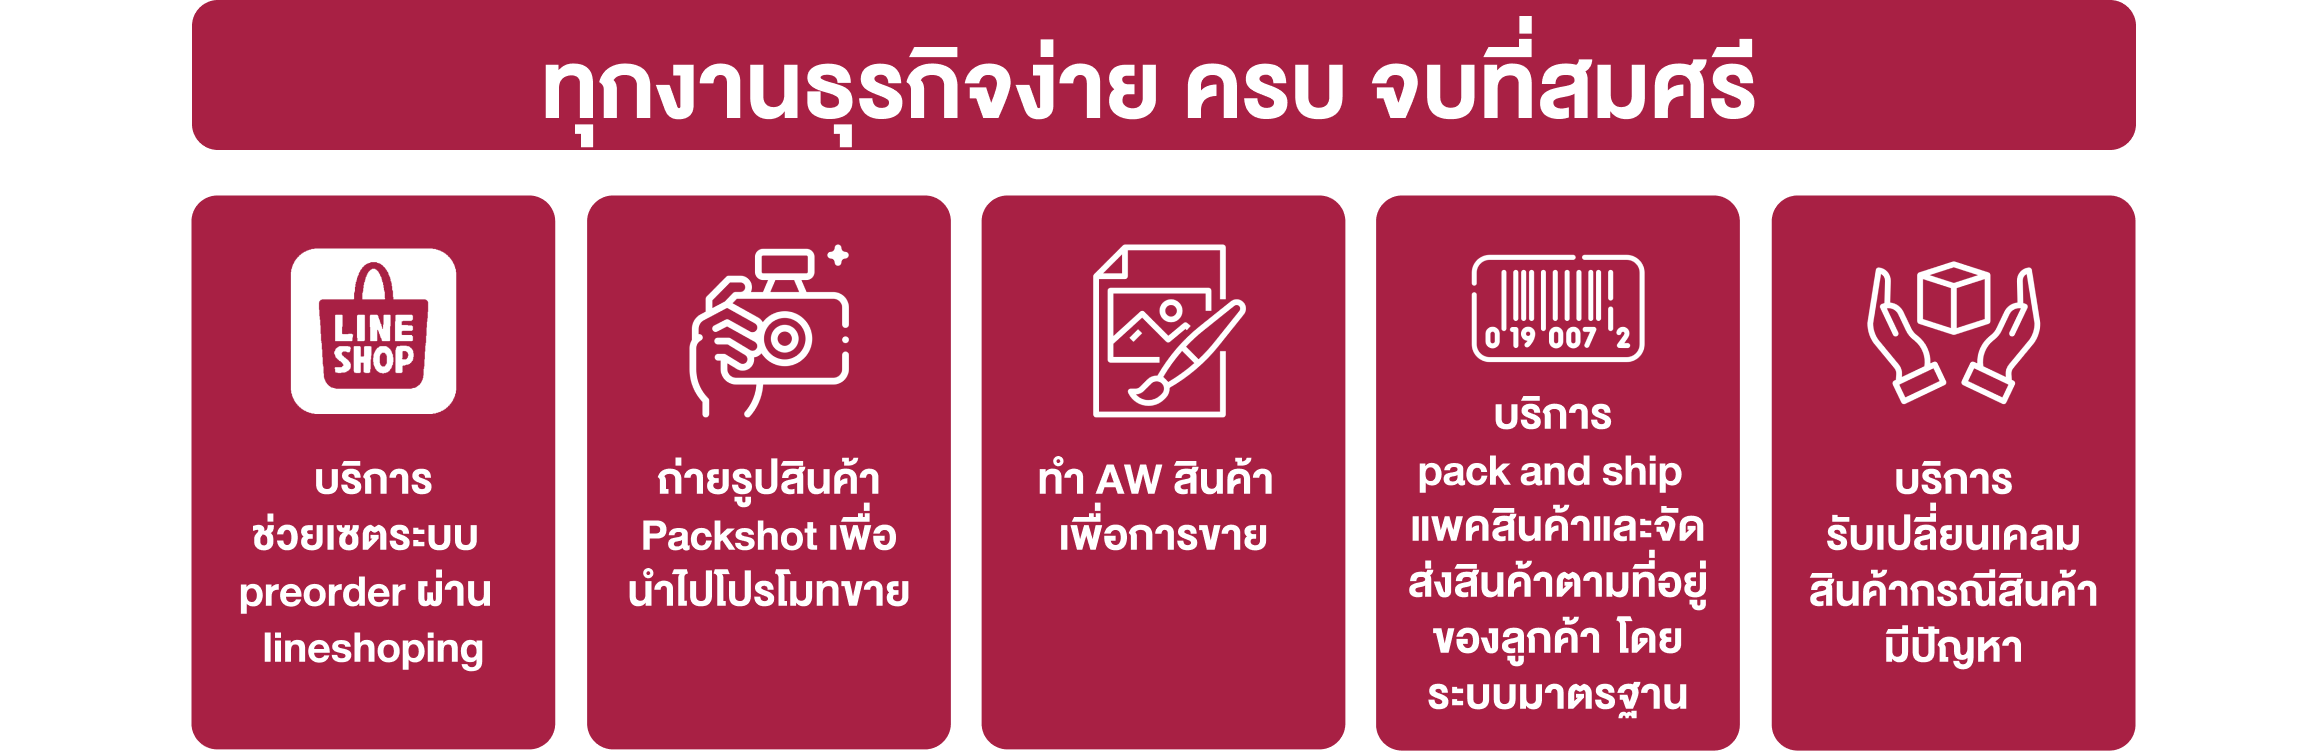 ทุกงานธุรกิจง่าย ครบ จบที่สมศรี
LINE
SHOP
บริการ
ช่วยเซตระบบ
preorder ผ่าน
lineshoping
ถ่ายรูปสินค้า
Packshot เพื่อ
นำไปโปรโมทขาย
ทำ AW สินค้า
เพื่อการขาย
0 19 007 2
บริการ
pack and ship
แพคสินค้าและจัด
ส่งสินค้าตามที่อยู่
ของลูกค้า โดย
ระบบมาตรฐาน
บริการ
รับเปลี่ยนเคลม
สินค้ากรณีสินค้า
มีปัญหา